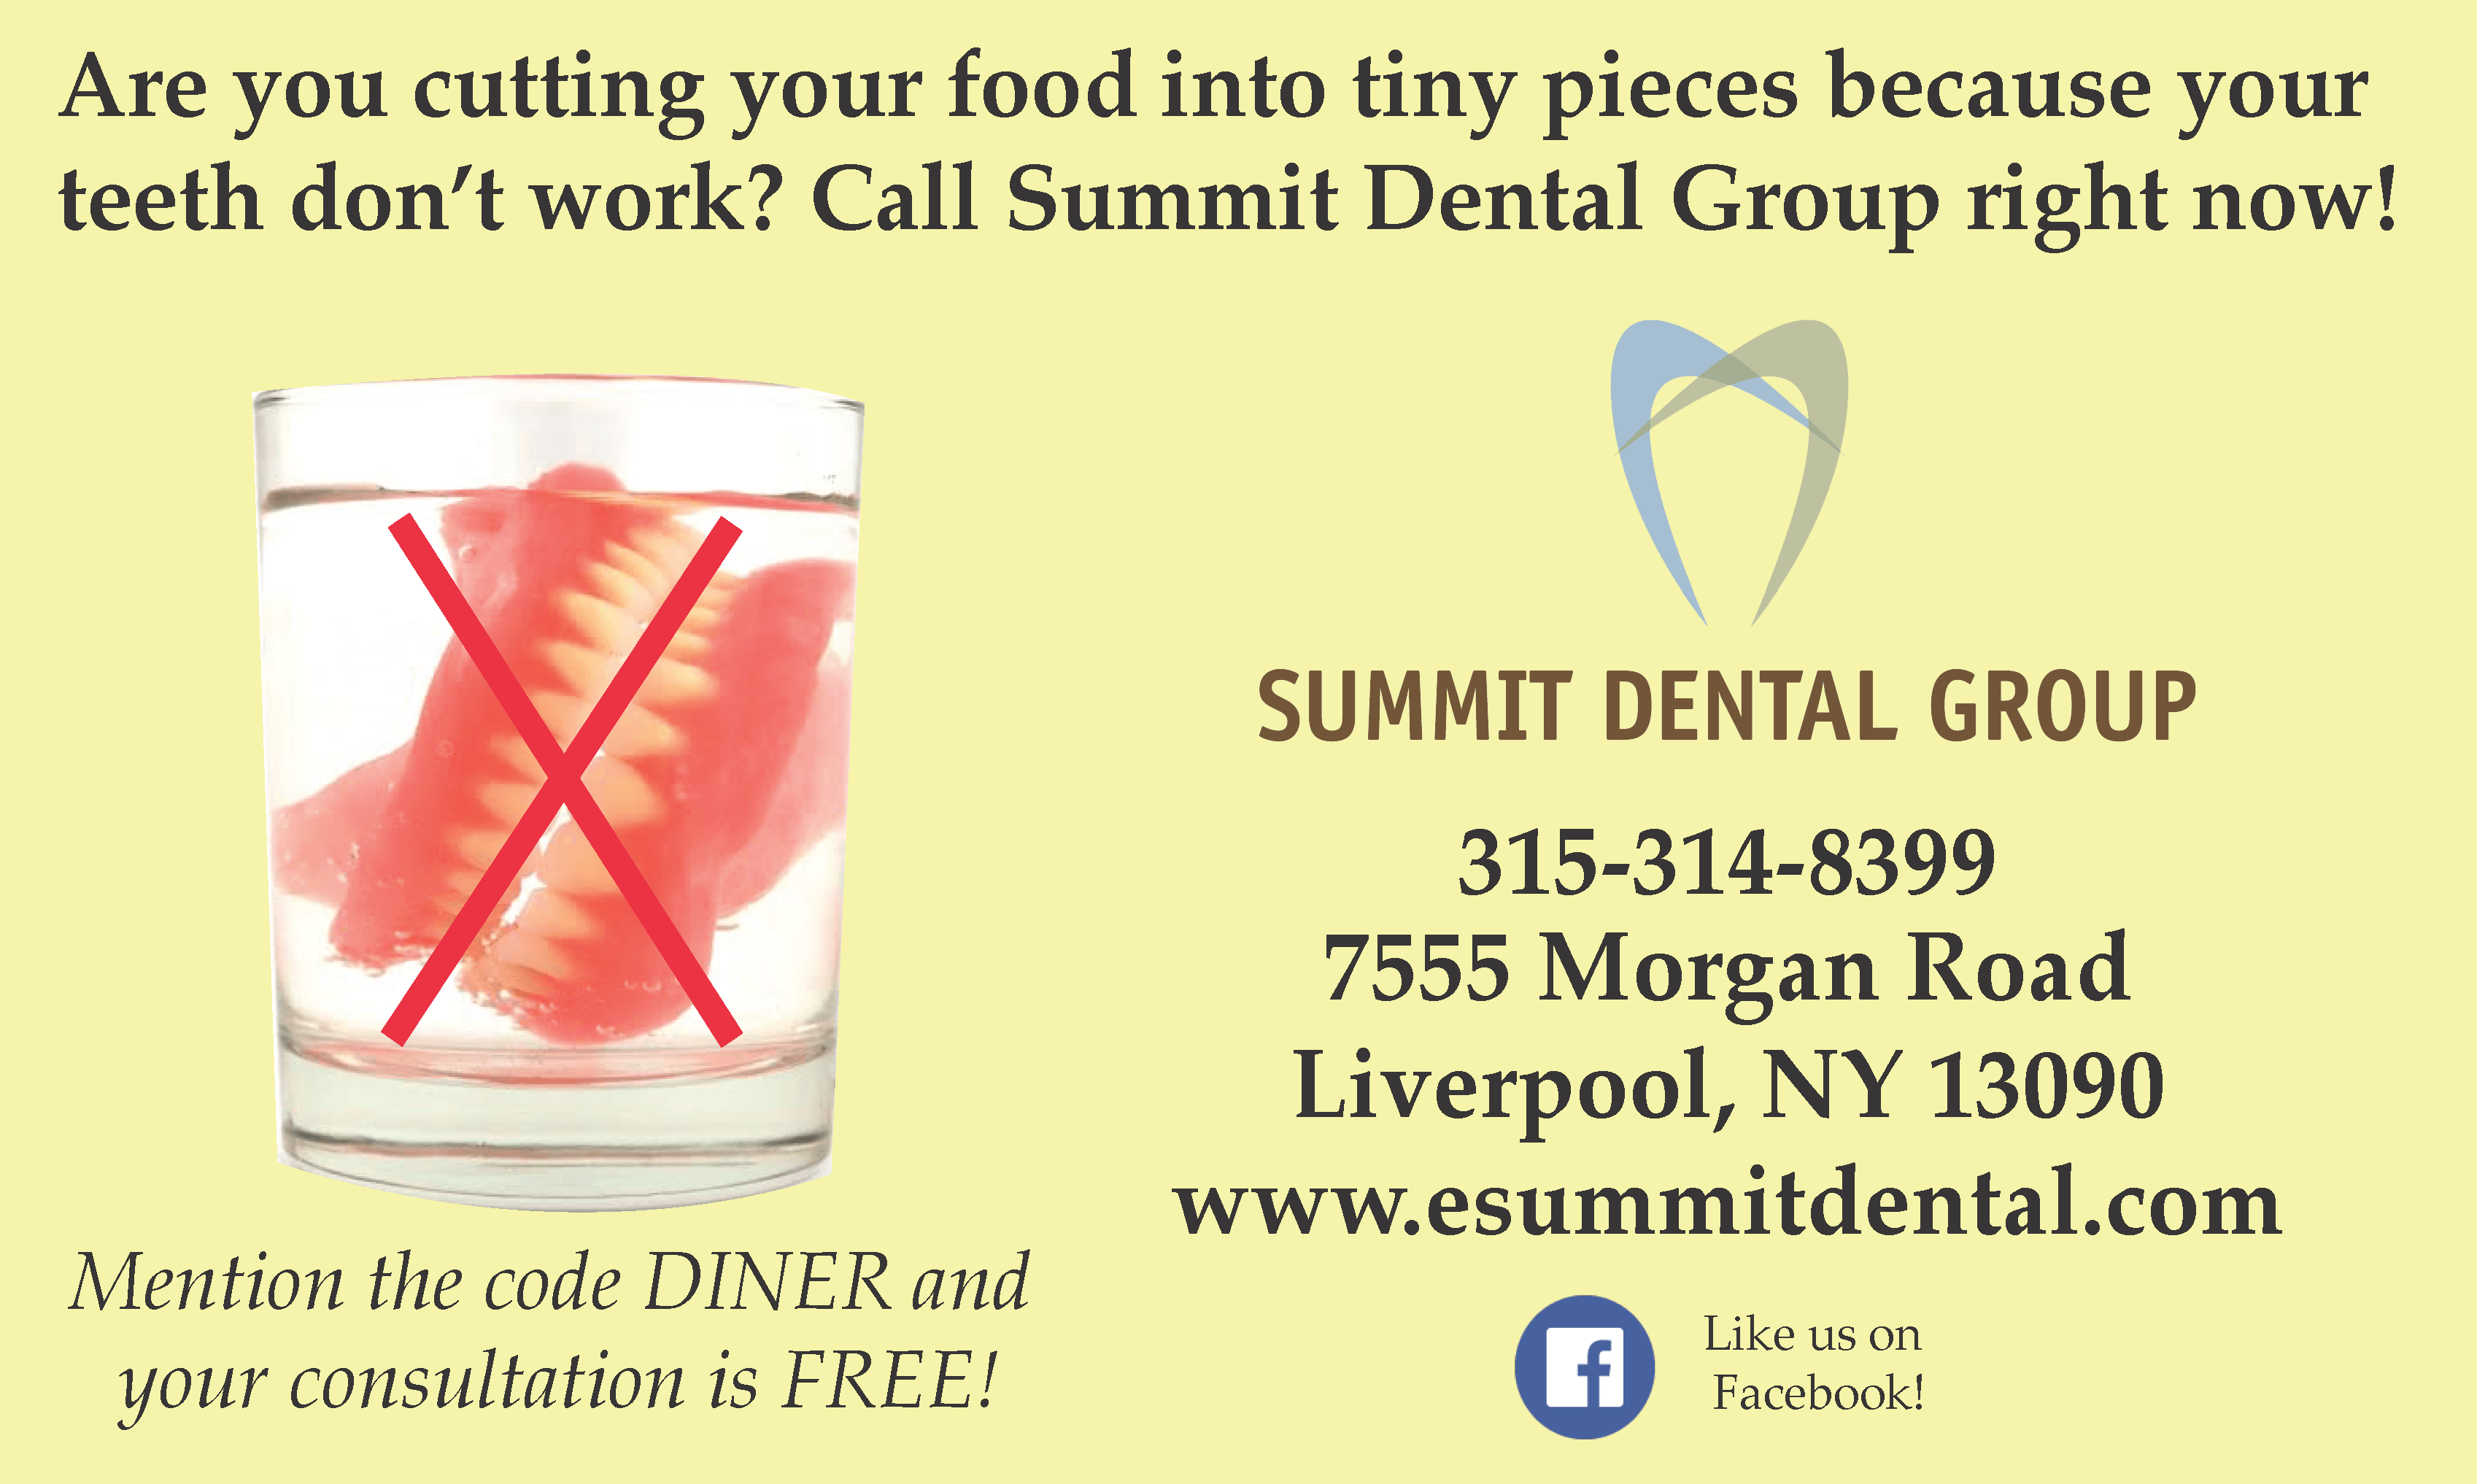 Are you cutting your food into tiny pieces because your
teeth don’t work? Call Summit Dental Group right now!
SUMMIT DENTAL GROUP
315-314-8399
7555 Morgan Road
Liverpool, NY 13090
www.esummitdental.com
Mention the code DINER and
your consultation is FREE!
f
Like us on
Facebook!